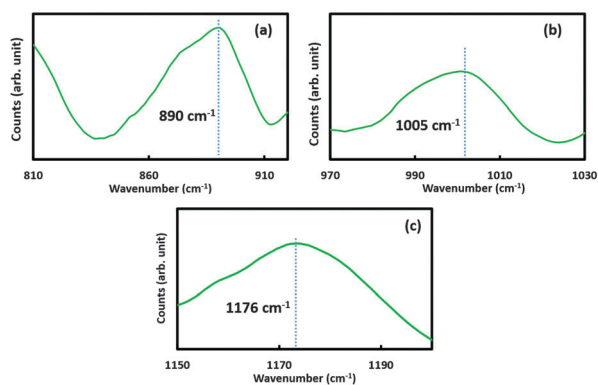 (a)
Counts (arb. unit)
890 cm-1
810 860 910
Wavenumber (cm-1)
(b)
Counts (arb. unit)
1005 cm-1
970 990 1010 1030
Wavenumber (cm-1)
(c)
Counts (arb. unit)
1176 cm-1
1150 1170 1190
Wavenumber (cm-1)